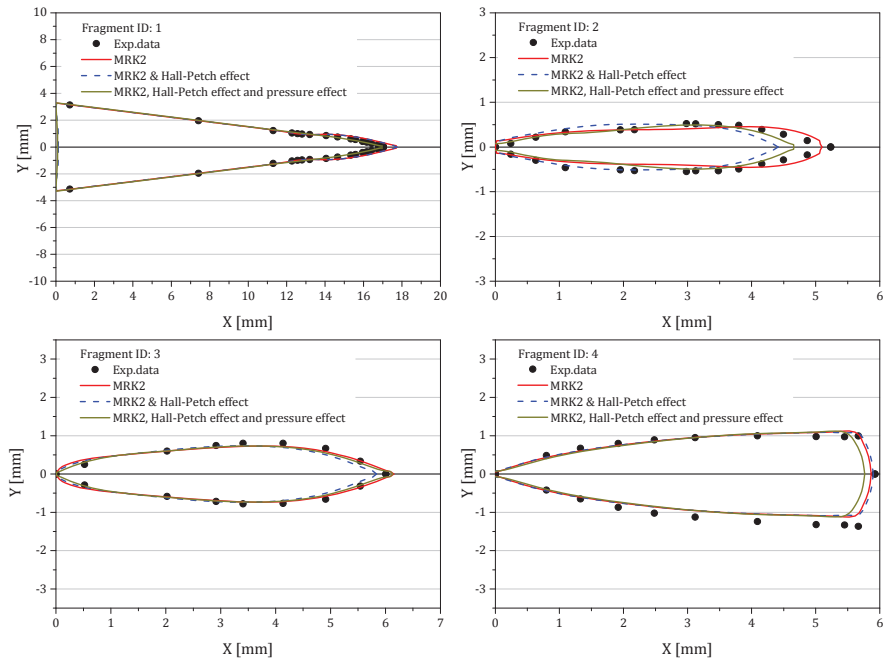 Fragment ID: 1
Exp.data
MRK2
MRK2 & Hall-Petch effect
MRK2, Hall-Petch effect and pressure effect
10
8
6
4
2
0
-2
-4
-6
-8
-10
Y [mm]
0 2 4 6 8 10 12 14 16 18 20
X [mm]
Fragment ID: 2
Exp.data
MRK2
MRK2 & Hall-Petch effect
MRK2, Hall-Petch effect and pressure effect
3
2
1
0
-1
-2
-3
Y [mm]
0 1 2 3 4 5 6
X [mm]
Fragment ID: 3
Exp.data
MRK2
MRK2 & Hall-Petch effect
MRK2, Hall-Petch effect and pressure effect
3
2
1
0
-1
-2
-3
Y [mm]
0 1 2 3 4 5 6 7
X [mm]
Fragment ID: 4
Exp.data
MRK2
MRK2 & Hall-Petch effect
MRK2, Hall-Petch effect and pressure effect
3
2
1
0
-1
-2
-3
Y [mm]
0 1 2 3 4 5 6
X [mm]